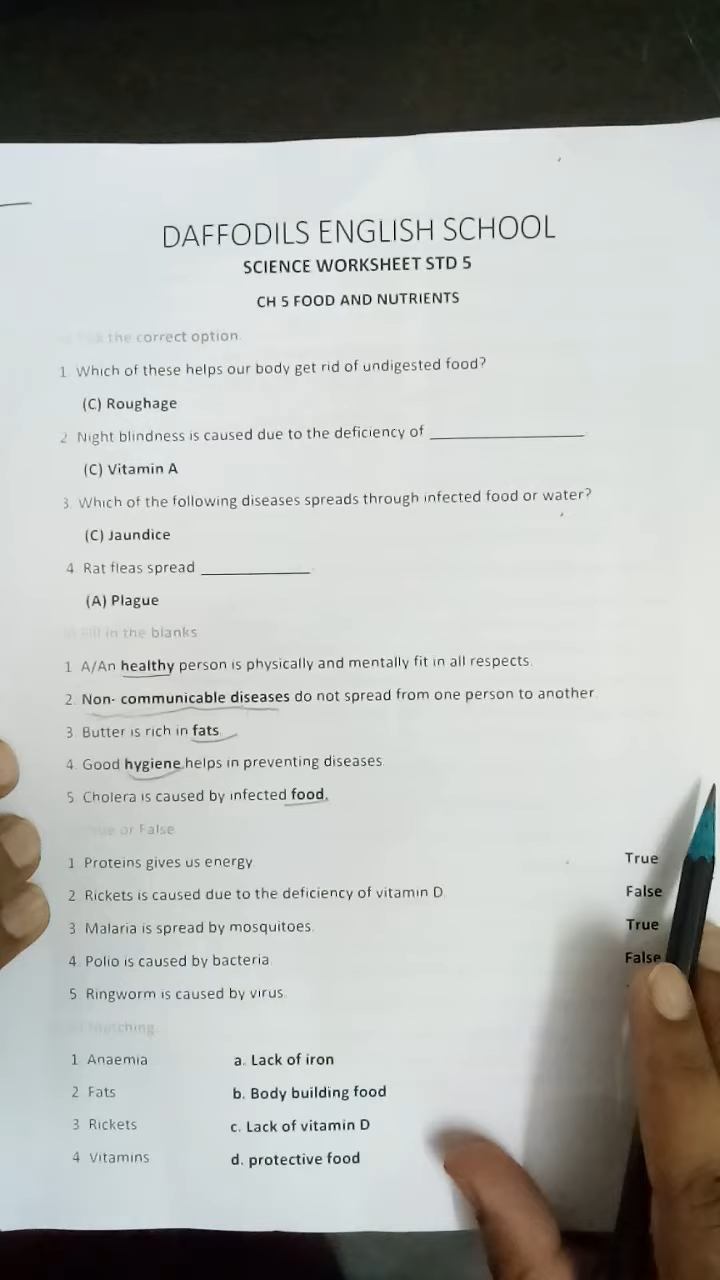 DAFFODILS ENGLISH SCHOOL
SCIENCE WORKSHEET STD 5
CH 5 FOOD AND NUTRIENTS
the correct option.
1 Which of these helps our body get rid of undigested food?
(C) Roughage
2 Night blindness is caused due to the deficiency of _______________
(C) Vitamin A
3 Which of the following diseases spreads through infected food or water?
(C) Jaundice
4 Rat fleas spread ___________.
(A) Plague
Fill in the blanks
1 A/An healthy person is physically and mentally fit in all respects.
2. Non- communicable diseases do not spread from one person to another.
3 Butter is rich in fats.
4. Good hygiene helps in preventing diseases.
5. Cholera is caused by infected food.
True or False
1 Proteins gives us energy. True
2 Rickets is caused due to the deficiency of vitamin D. False
3 Malaria is spread by mosquitoes. True
4. Polio is caused by bacteria. False
5 Ringworm is caused by virus.
Matching.
1 Anaemia a. Lack of iron
2 Fats b. Body building food
3 Rickets c. Lack of vitamin D
4 Vitamins d. protective food